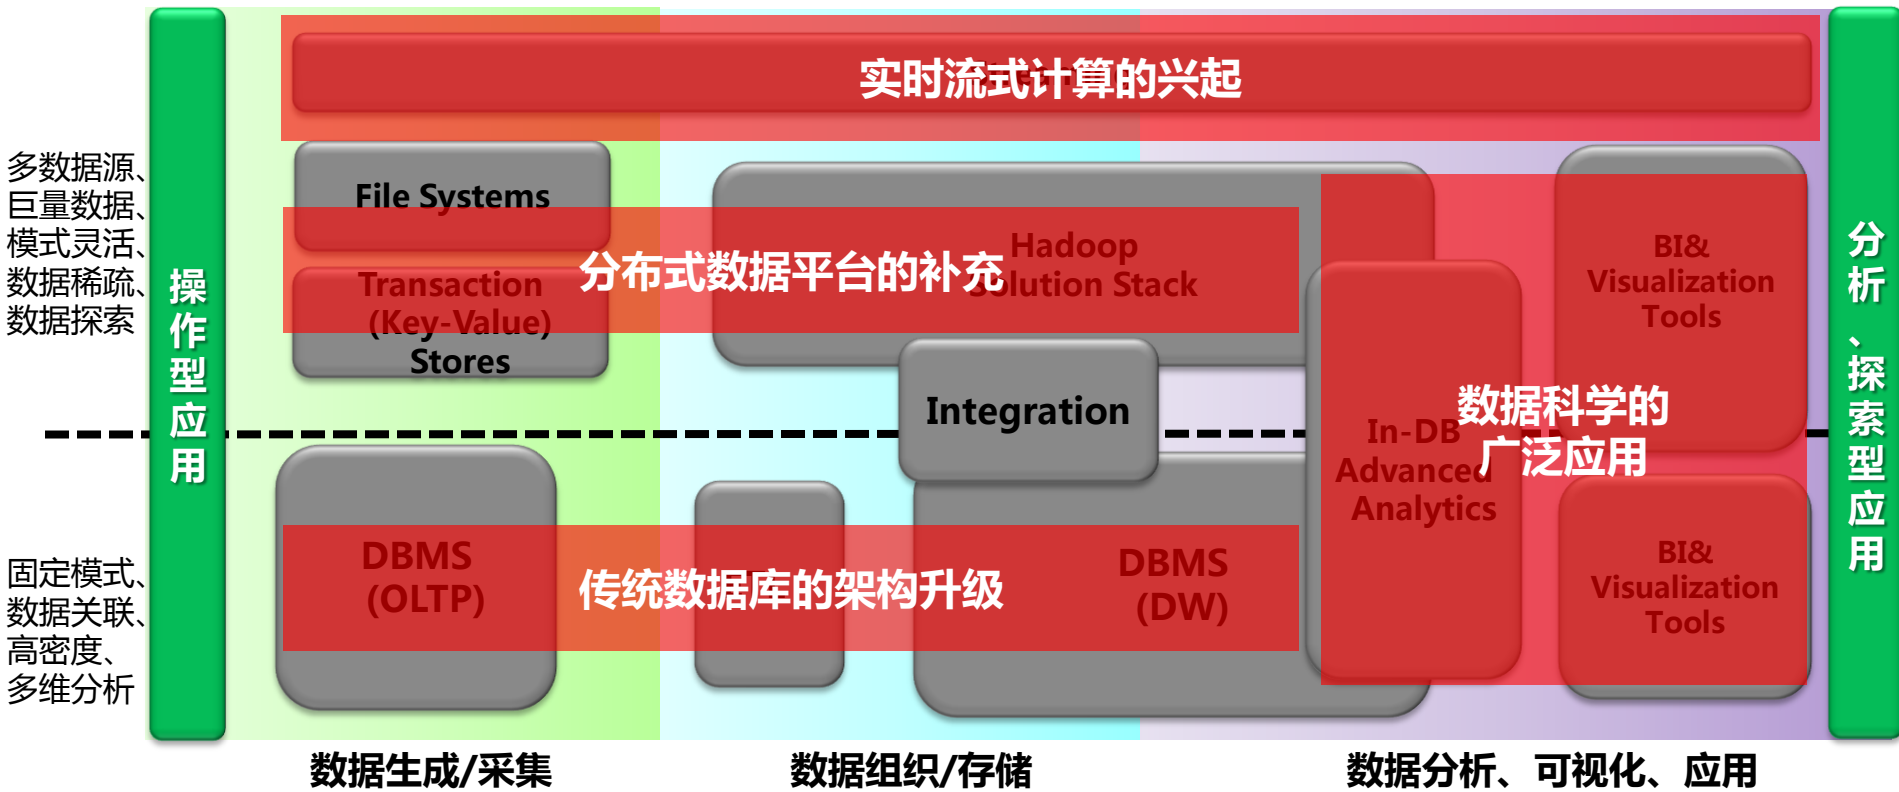 实时流式计算的兴起
多数据源、
巨量数据、
模式灵活、
数据稀疏、
数据探索
操作型应用
File Systems
Transaction
(Key-Value)
Stores
分布式数据平台的补充
Hadoop
Solution Stack
Integration
In-DB
Advanced
Analytics
BI&
Visualization
Tools
数据科学的
广泛应用
分析、探索型应用
固定模式、
数据关联、
高密度、
多维分析
DBMS
(OLTP)
传统数据库的架构升级
DBMS
(DW)
BI&
Visualization
Tools
数据生成/采集
数据组织/存储
数据分析、可视化、应用